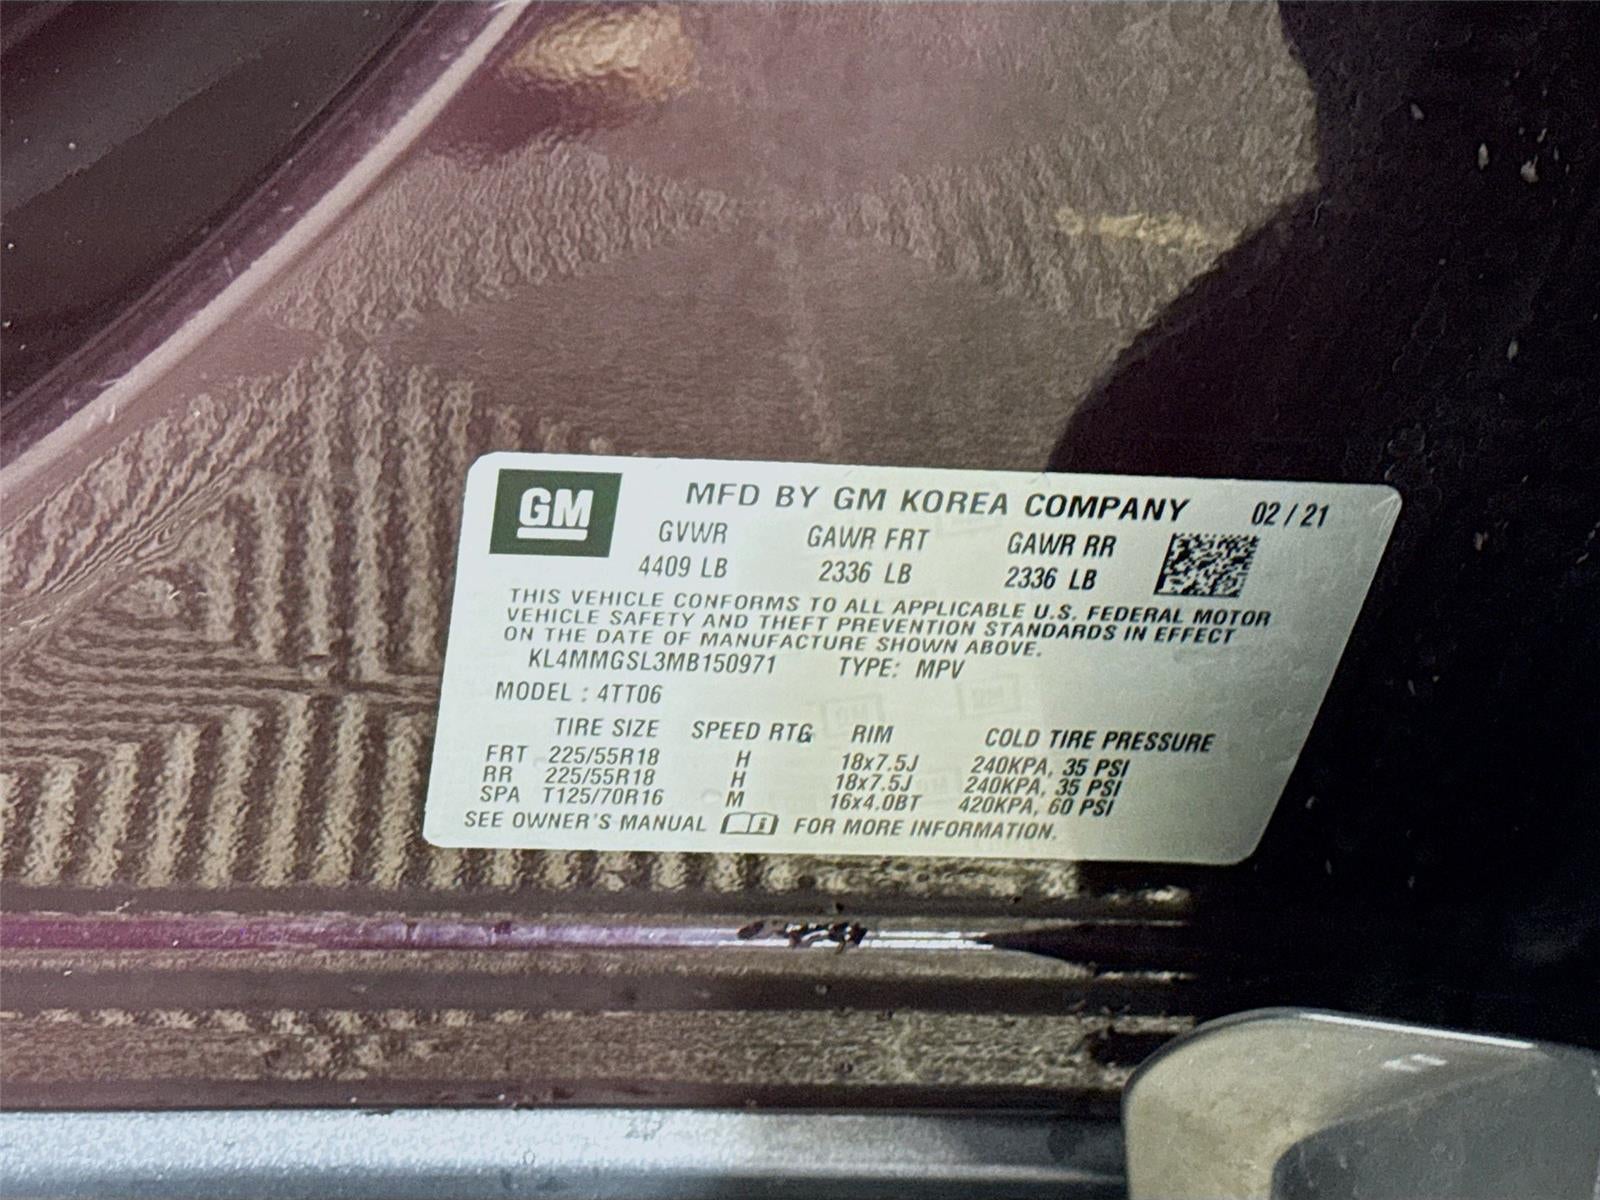 GM
MFD BY GM KOREA COMPANY 02 / 21
GVWR GAWR FRT GAWR RR
4409 LB 2336 LB 2336 LB
THIS VEHICLE CONFORMS TO ALL APPLICABLE U.S. FEDERAL MOTOR
VEHICLE SAFETY AND THEFT PREVENTION STANDARDS IN EFFECT
ON THE DATE OF MANUFACTURE SHOWN ABOVE.
KL4MMGSL3MB150971 TYPE: MPV
MODEL : 4TT06
TIRE SIZE SPEED RTG RIM COLD TIRE PRESSURE
FRT 225/55R18 H 18x7.5J 240KPA, 35 PSI
RR 225/55R18 H 18x7.5J 240KPA, 35 PSI
SPA T125/70R16 M 16x4.0BT 420KPA, 60 PSI
SEE OWNER'S MANUAL i FOR MORE INFORMATION.